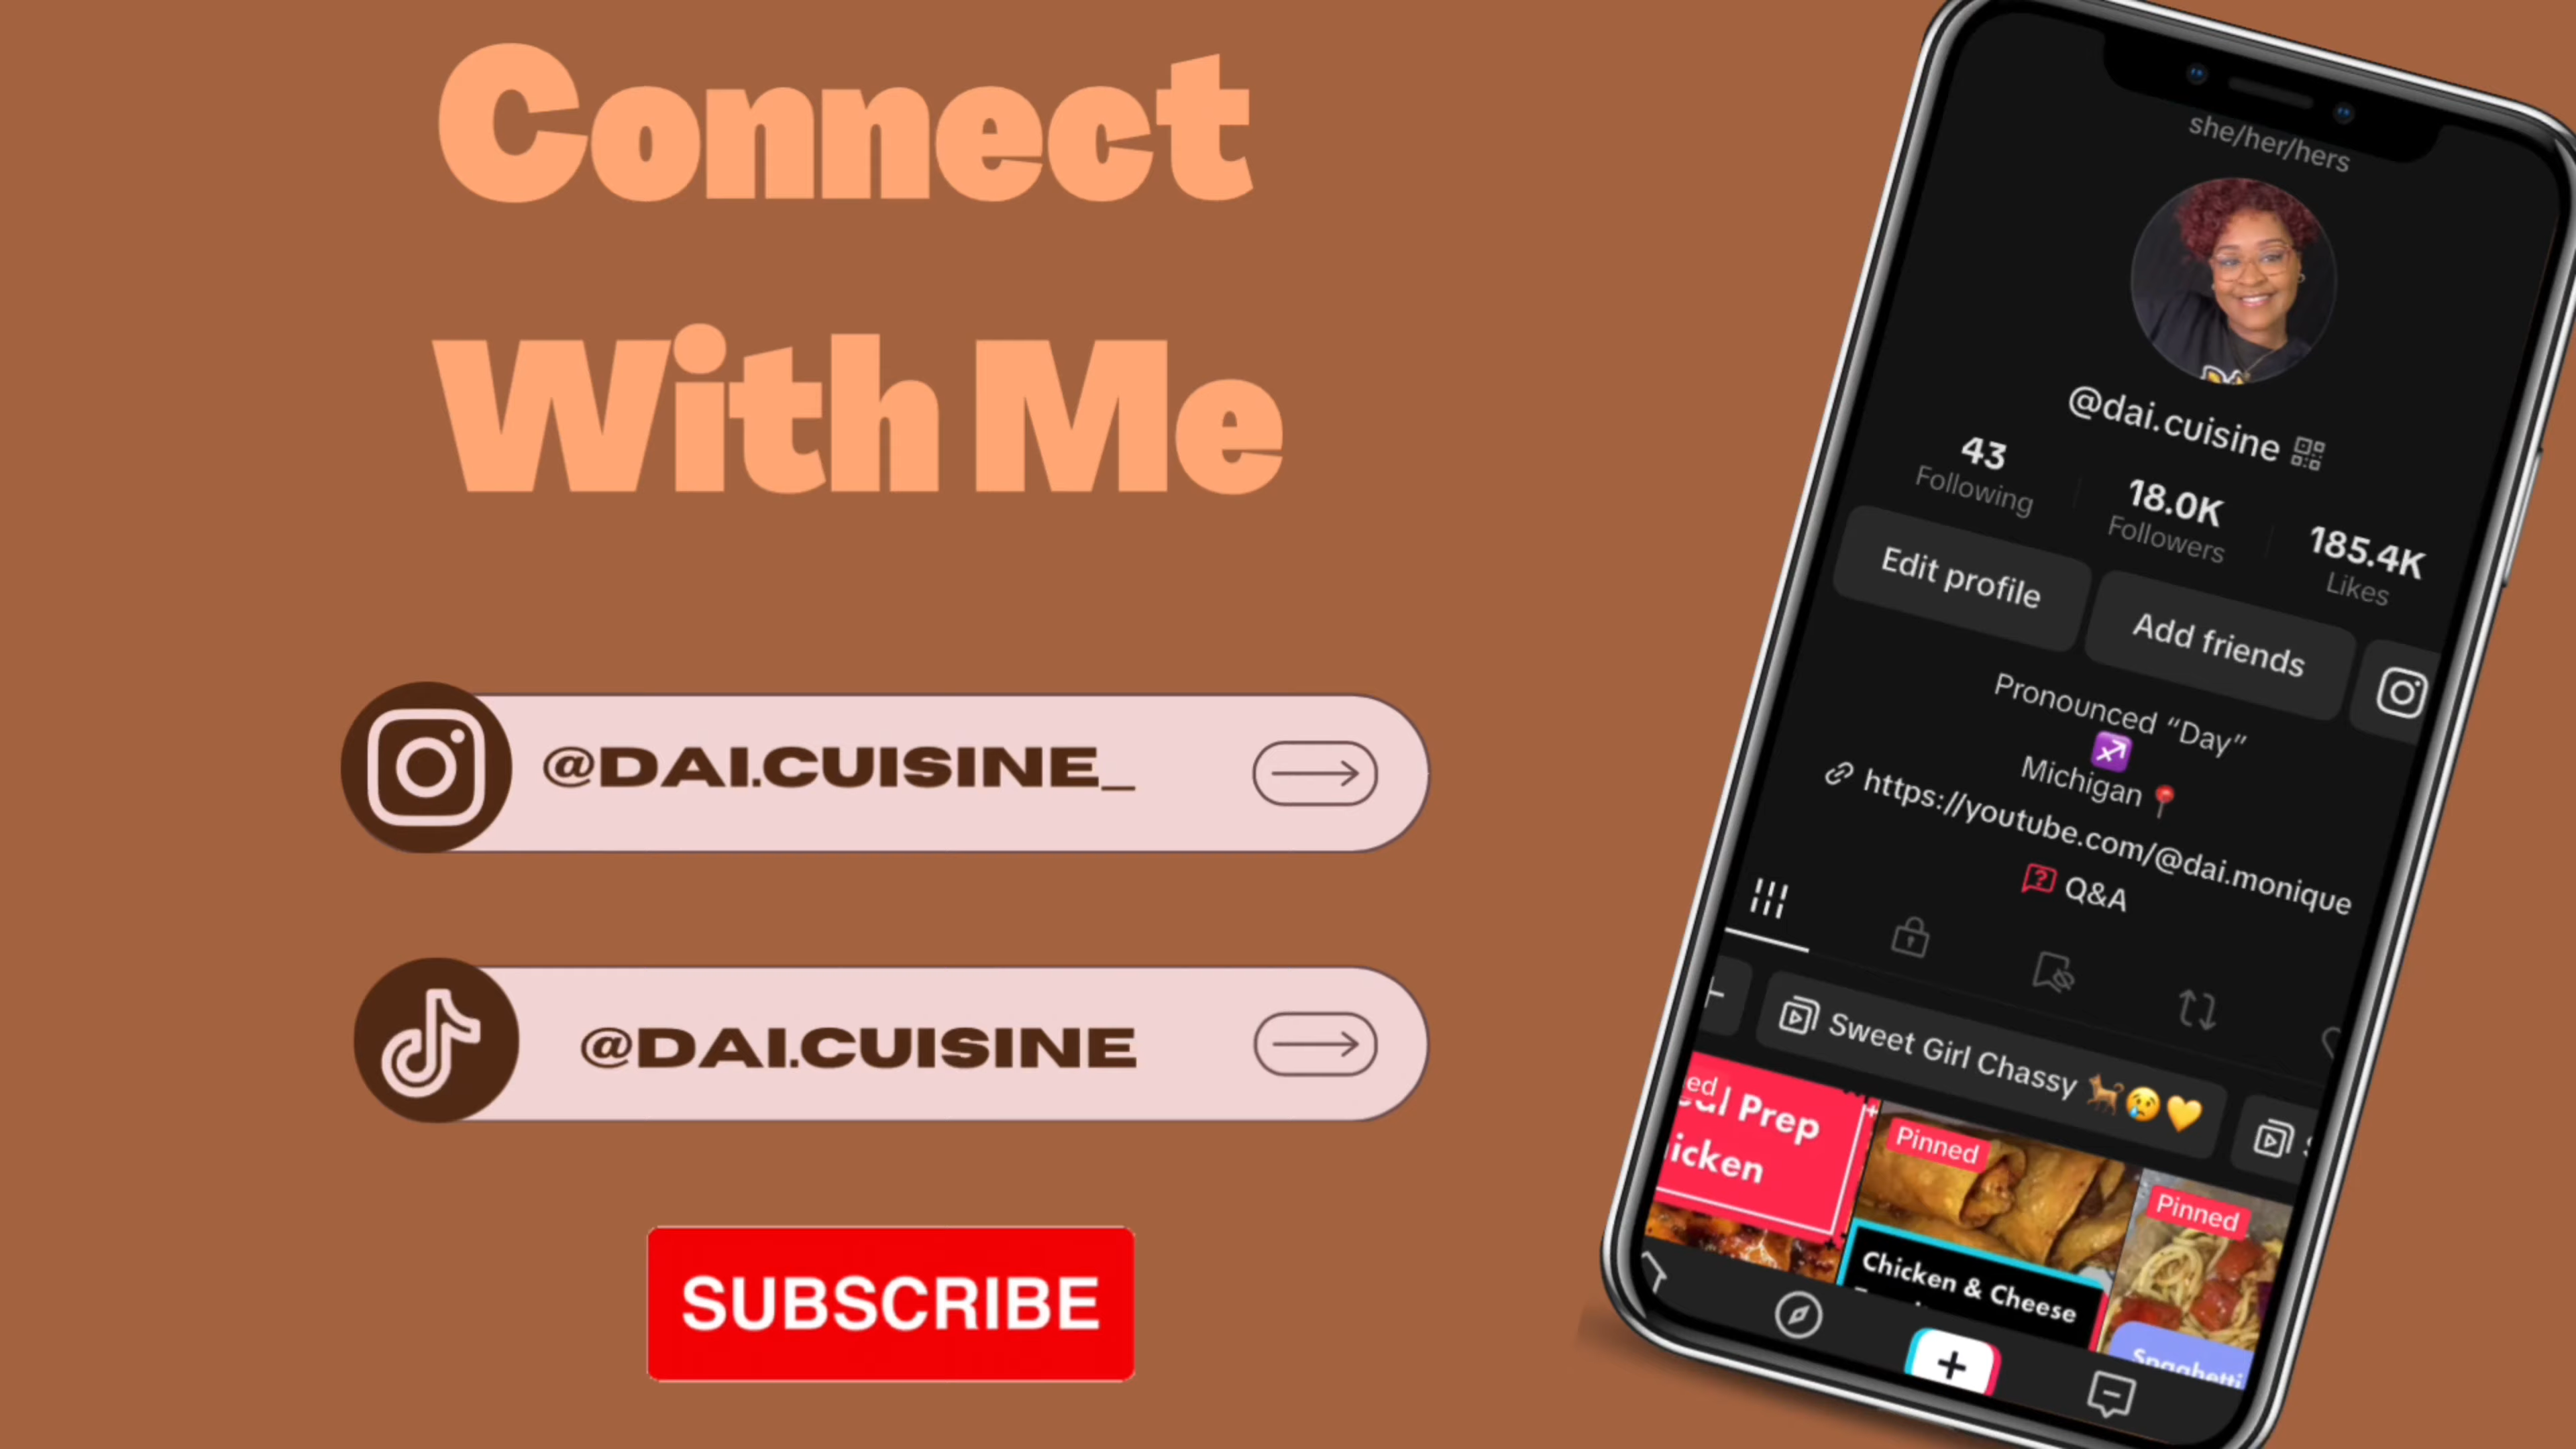 Connect
With Me
@DAI.CUISINE_
@DAI.CUISINE
SUBSCRIBE
she/her/hers
@dai.cuisine
43
Following
18.0K
Followers
185.4K
Likes
Edit profile
Add friends
Pronounced “Day”
Michigan
https://youtube.com/@dai.monique
Q&A
Sweet Girl Chassy 🐕😢💛
Prep
Pinned
Chicken & Cheese
Pinned
Spaghetti